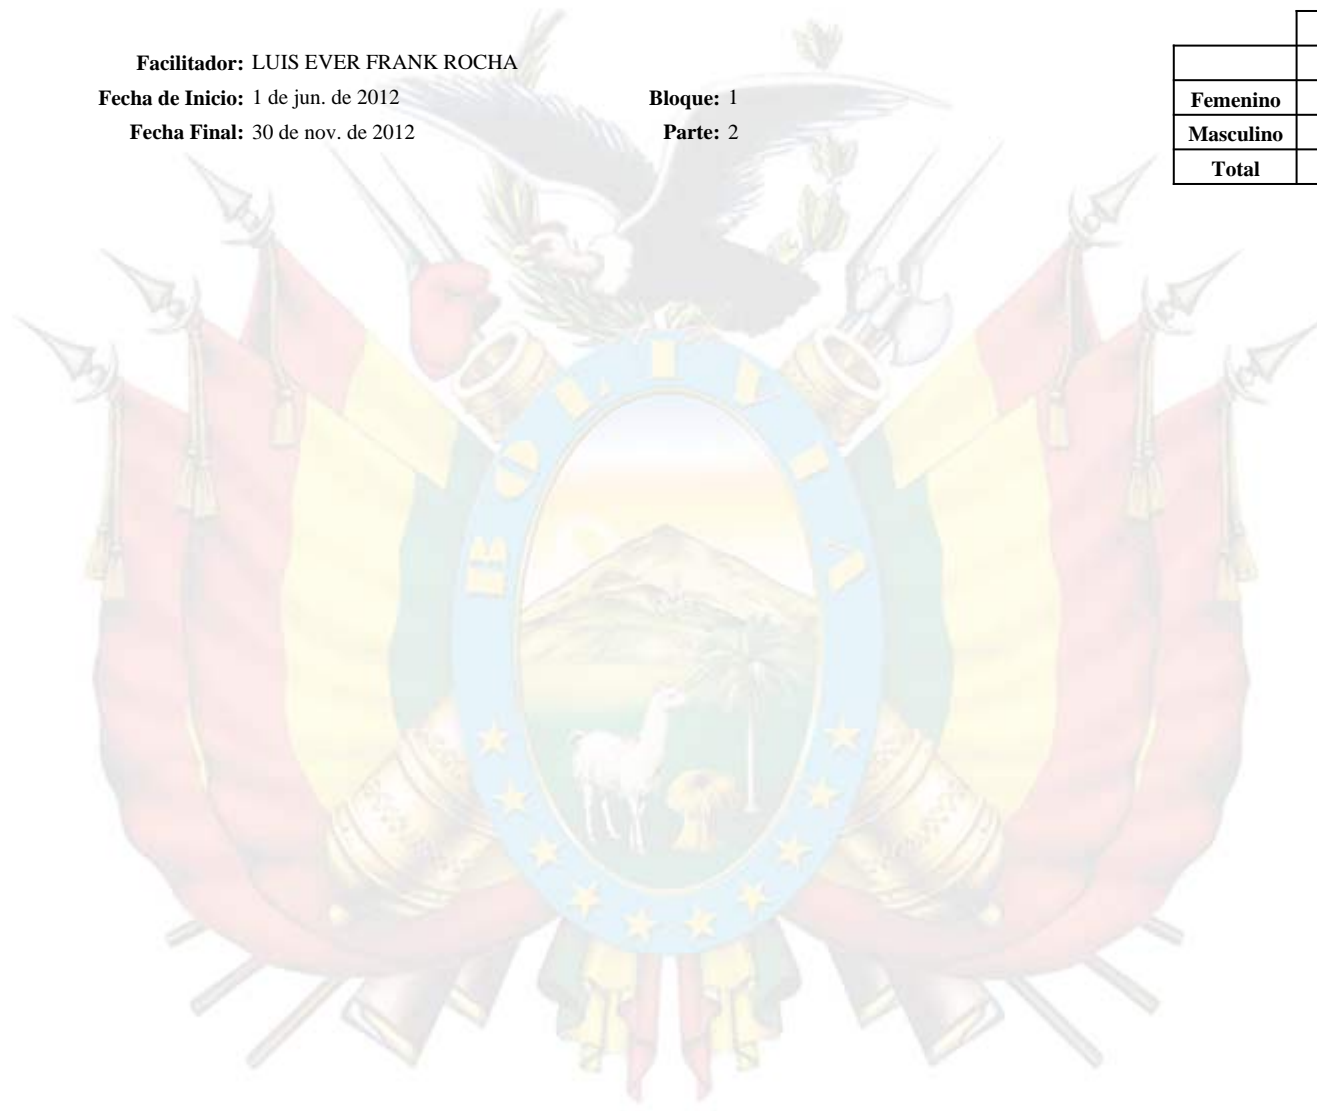 Facilitador: LUIS EVER FRANK ROCHA
Fecha de Inicio: 1 de jun. de 2012 Bloque: 1
Fecha Final: 30 de nov. de 2012 Parte: 2
Femenino
Masculino
Total
BOLIVIA